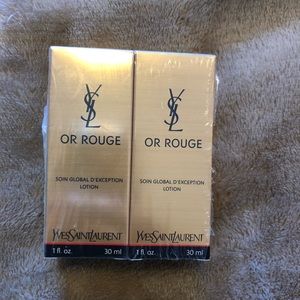 YSL
OR ROUGE
SOIN GLOBAL D'EXCEPTION
LOTION
YVESSAINTLAURENT
1 fl. oz. 30 ml
YSL
OR ROUGE
SOIN GLOBAL D'EXCEPTION
LOTION
YVESSAINTLAURENT
1 fl. oz. 30 ml